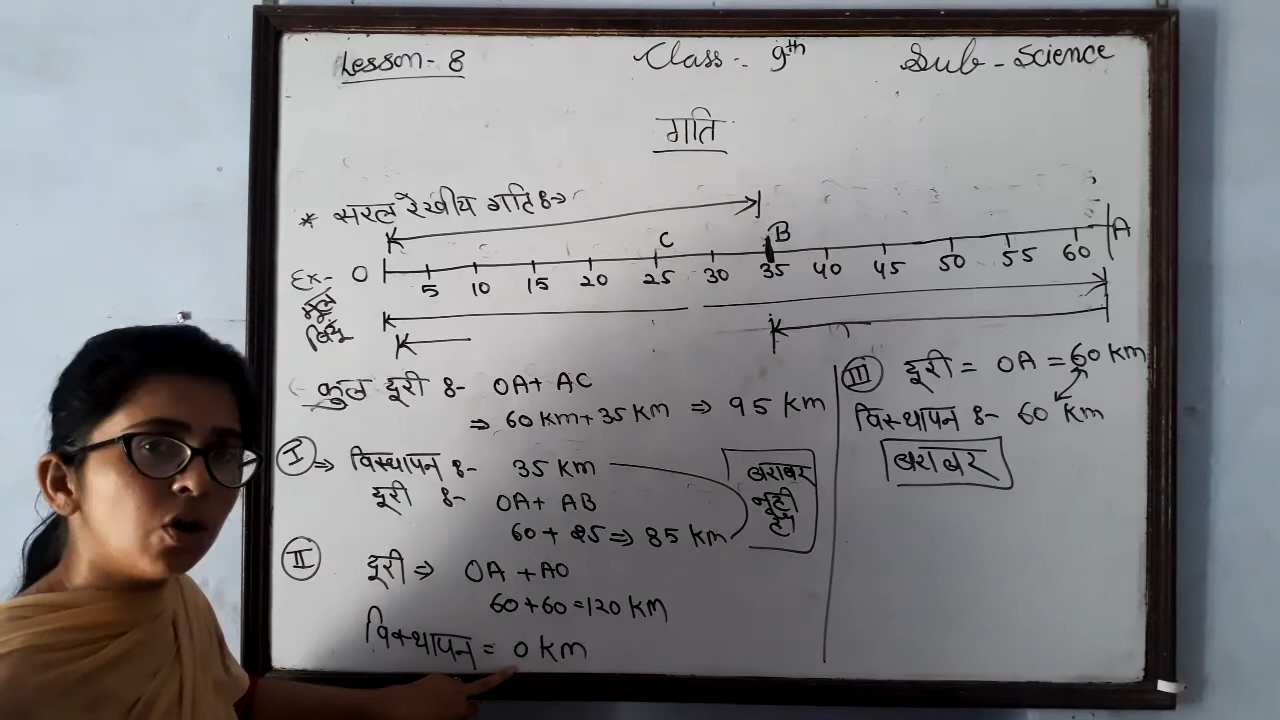 Lesson - 8 Class - 9th Sub - Science
गति
* सरल रेखीय गति :->
C B A
Ex- O 5 10 15 20 25 30 35 40 45 50 55 60
मूल
बिंदु
कुल दूरी :- OA + AC
⇒ 60 Km + 35 Km ⇒ 95 Km
I ⇒ विस्थापन :- 35 Km
दूरी :- OA + AB
60 + 25 ⇒ 85 Km
बराबर
नहीं
है।
II दूरी ⇒ OA + AO
60 + 60 = 120 Km
विस्थापन = 0 Km
III दूरी = OA = 60 Km
विस्थापन :- 60 Km
बराबर